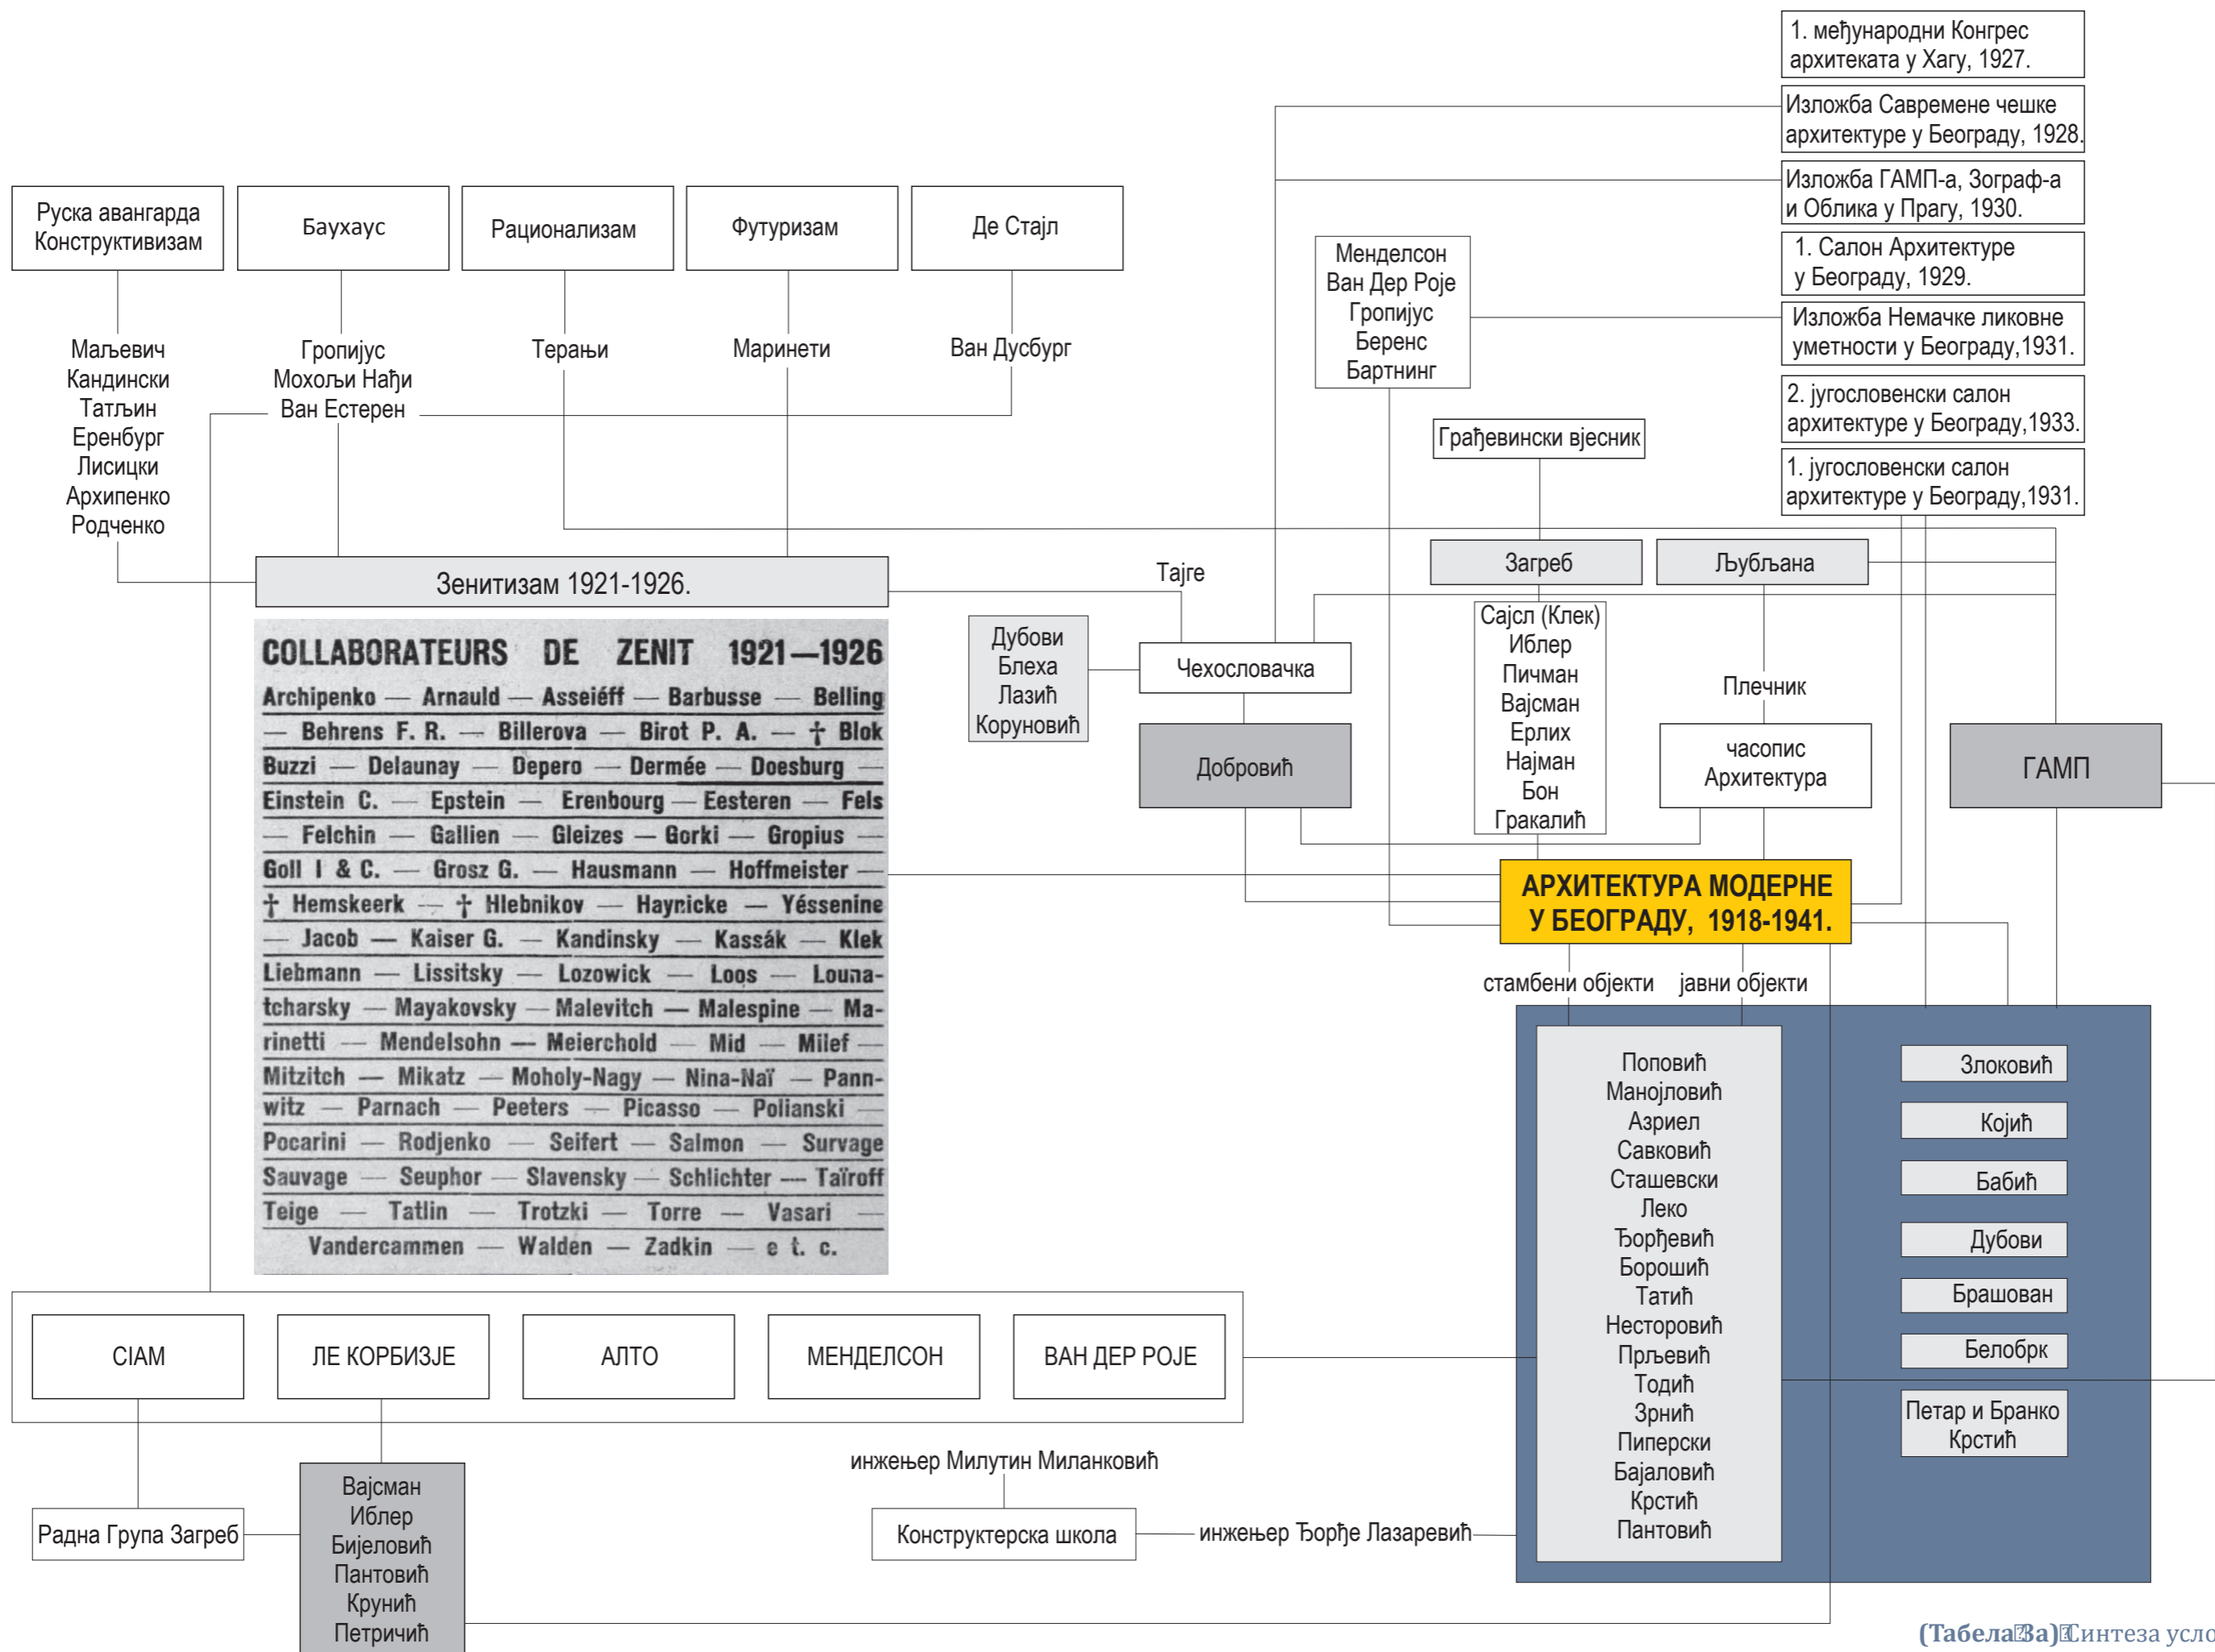 1. међународни Конгрес
архитеката у Хагу, 1927.
Изложба Савремене чешке
архитектуре у Београду, 1928.
Изложба ГАМП-а, Зограф-а
и Облика у Прагу, 1930.
1. Салон Архитектуре
у Београду, 1929.
Изложба Немачке ликовне
уметности у Београду,1931.
2. југословенски салон
архитектуре у Београду,1933.
1. југословенски салон
архитектуре у Београду,1931.
Руска авангарда
Конструктивизам
Баухаус
Рационализам
Футуризам
Де Стајл
Маљевич
Кандински
Татљин
Еренбург
Лисицки
Архипенко
Родченко
Гропијус
Мохољи Нађи
Ван Естерен
Терањи
Маринети
Ван Дусбург
Менделсон
Ван Дер Роје
Гропијус
Беренс
Бартнинг
Грађевински вјесник
Зенитизам 1921-1926.
Тајге
Загреб
Љубљана
COLLABORATEURS DE ZENIT 1921—1926
Archipenko — Arnauld — Asseiéff — Barbusse — Belling
— Behrens F. R. — Billerova — Birot P. A. — † Blok
Buzzi — Delaunay — Depero — Dermée — Doesburg —
Einstein C. — Epstein — Erenbourg — Eesteren — Fels
— Felchin — Gallien — Gleizes — Gorki — Gropius —
Goll I & C. — Grosz G. — Hausmann — Hoffmeister —
† Hemskeerk — † Hlebnikov — Haynicke — Yéssenine
— Jacob — Kaiser G. — Kandinsky — Kassák — Klek
Liebmann — Lissitsky — Lozowick — Loos — Louna-
tcharsky — Mayakovsky — Malevitch — Malespine — Ma-
rinetti — Mendelsohn — Meierchold — Mid — Milef —
Mitzitch — Mikatz — Moholy-Nagy — Nina-Naï — Pann-
witz — Parnach — Peeters — Picasso — Polianski —
Pocarini — Rodjenko — Seifert — Salmon — Survage
Sauvage — Seuphor — Slavensky — Schlichter — Taïroff
Teige — Tatlin — Trotzki — Torre — Vasari —
Vandercammen — Walden — Zadkin — e t. c.
Дубови
Блеха
Лазић
Коруновић
Чехословачка
Добровић
Сајсл (Клек)
Иблер
Пичман
Вајсман
Ерлих
Најман
Бон
Гракалић
Плечник
часопис
Архитектура
ГАМП
АРХИТЕКТУРА МОДЕРНЕ
У БЕОГРАДУ, 1918-1941.
стамбени објекти
јавни објекти
Поповић
Манојловић
Азриел
Савковић
Сташевски
Леко
Ђорђевић
Борошић
Татић
Несторовић
Прљевић
Тодић
Зрнић
Пиперски
Бајаловић
Крстић
Пантовић
Злоковић
Којић
Бабић
Дубови
Брашован
Белобрк
Петар и Бранко
Крстић
CIAM
ЛЕ КОРБИЗЈЕ
АЛТО
МЕНДЕЛСОН
ВАН ДЕР РОЈЕ
Радна Група Загреб
Вајсман
Иблер
Бијеловић
Пантовић
Крунић
Петричић
инжењер Милутин Миланковић
Конструктерска школа
инжењер Ђорђе Лазаревић
(Табела 3а) Синтеза усло